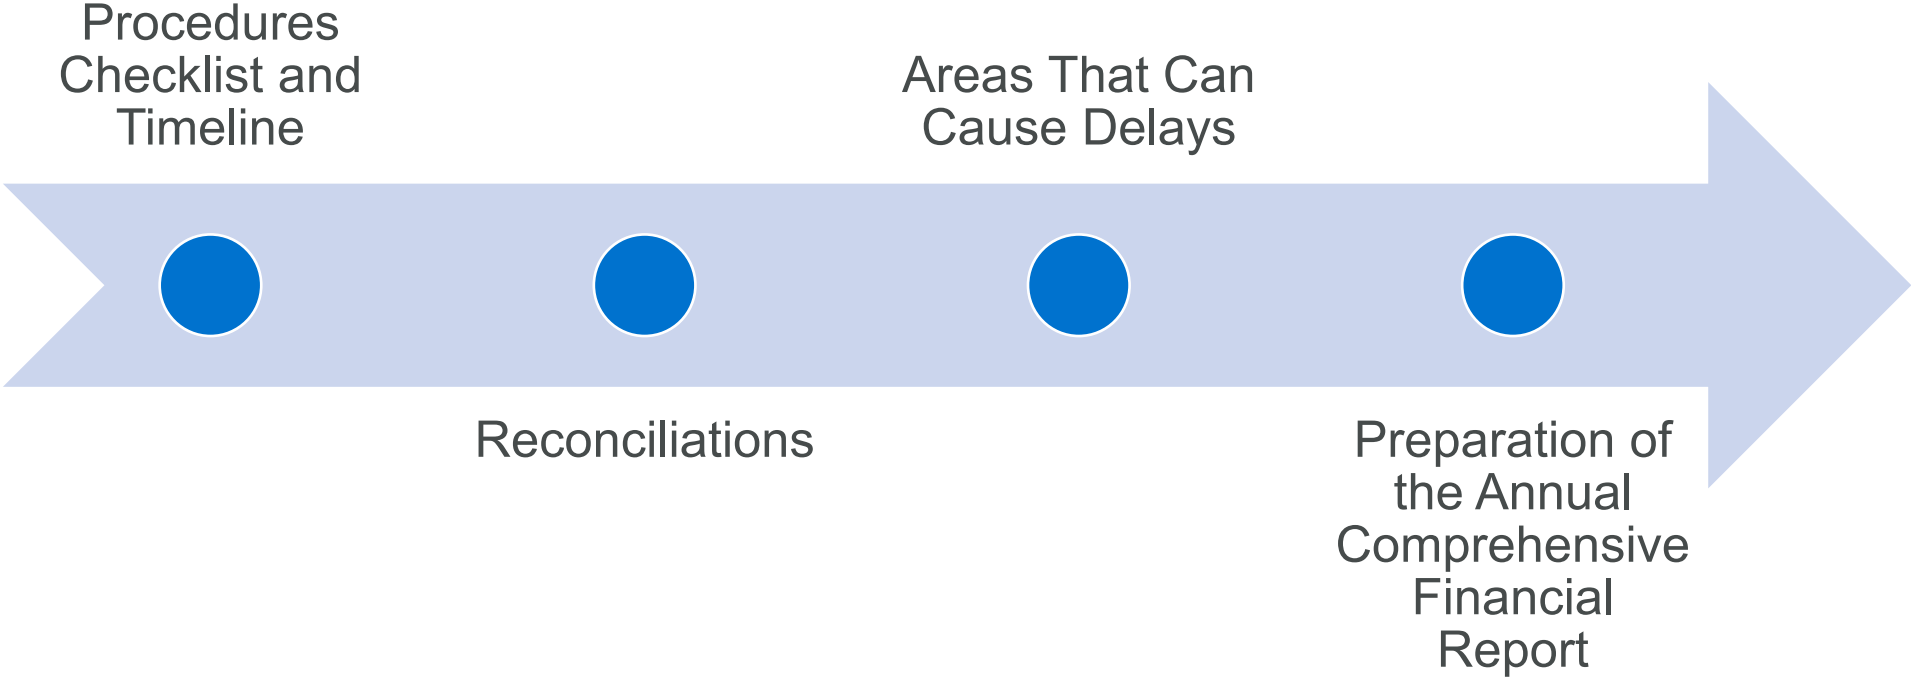 Procedures
Checklist and
Timeline
Reconciliations
Areas That Can
Cause Delays
Preparation of
the Annual
Comprehensive
Financial
Report